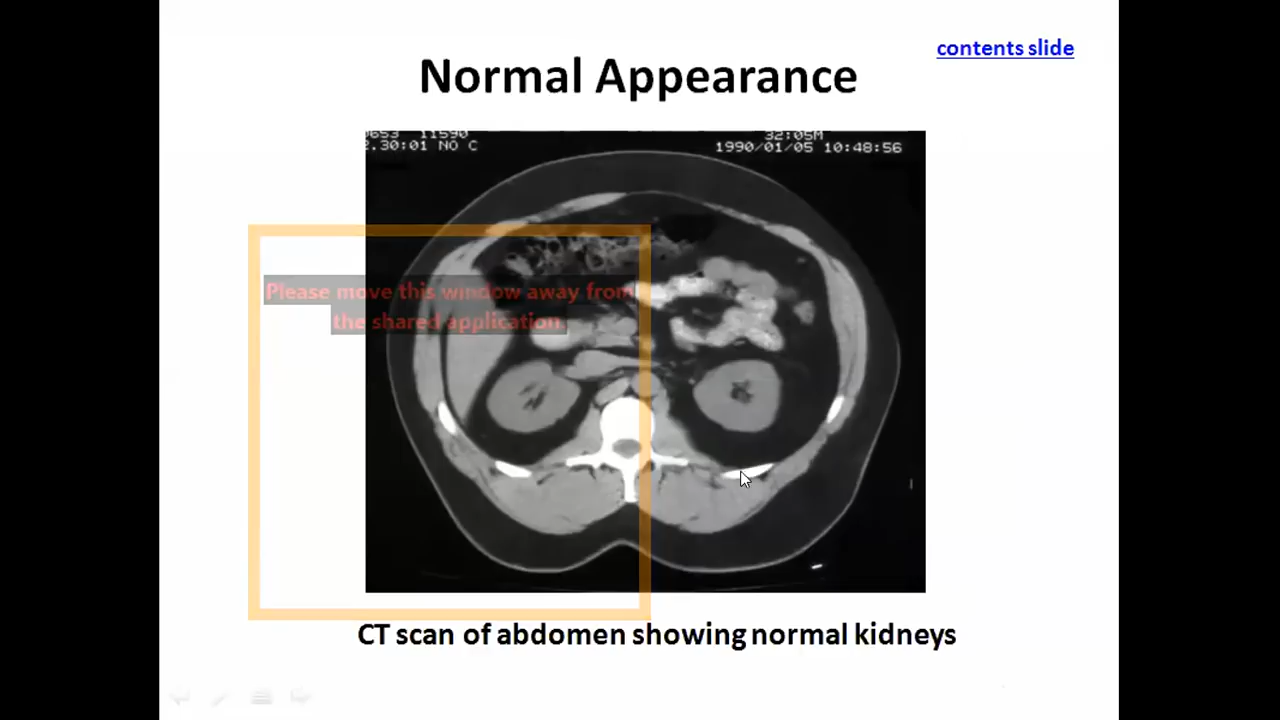 contents slide
Normal Appearance
0653 11590
2.30:01 NO C
32:05M
1990/01/05 10:48:56
Please move this window away from
the shared application.
CT scan of abdomen showing normal kidneys